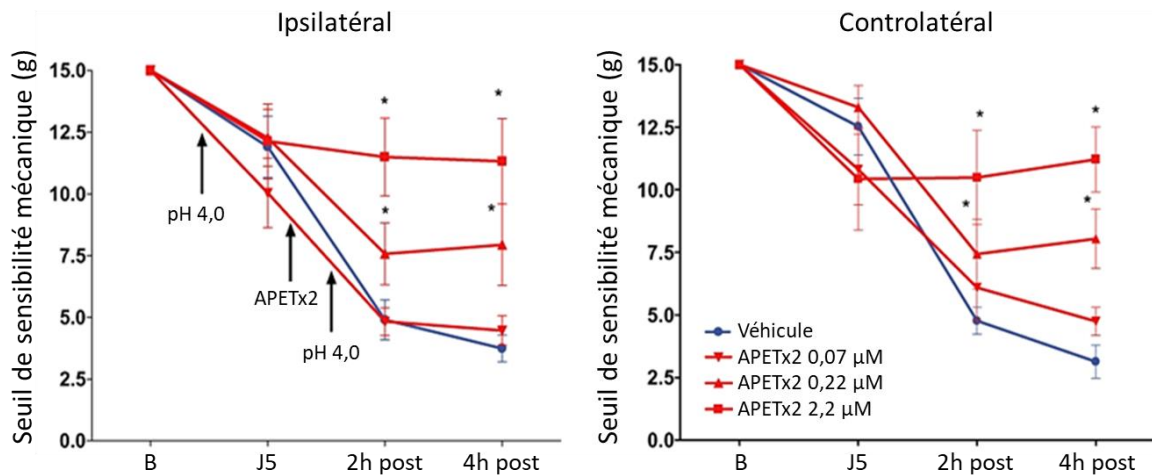 Ipsilatéral
Seuil de sensibilité mécanique (g)
15.0
12.5
10.0
7.5
5.0
2.5
0.0
*
*
*
*
pH 4,0
APETx2
pH 4,0
B
J5
2h post
4h post
Controlatéral
Seuil de sensibilité mécanique (g)
15.0
12.5
10.0
7.5
5.0
2.5
0.0
*
*
*
*
Véhicule
APETx2 0,07 µM
APETx2 0,22 µM
APETx2 2,2 µM
B
J5
2h post
4h post